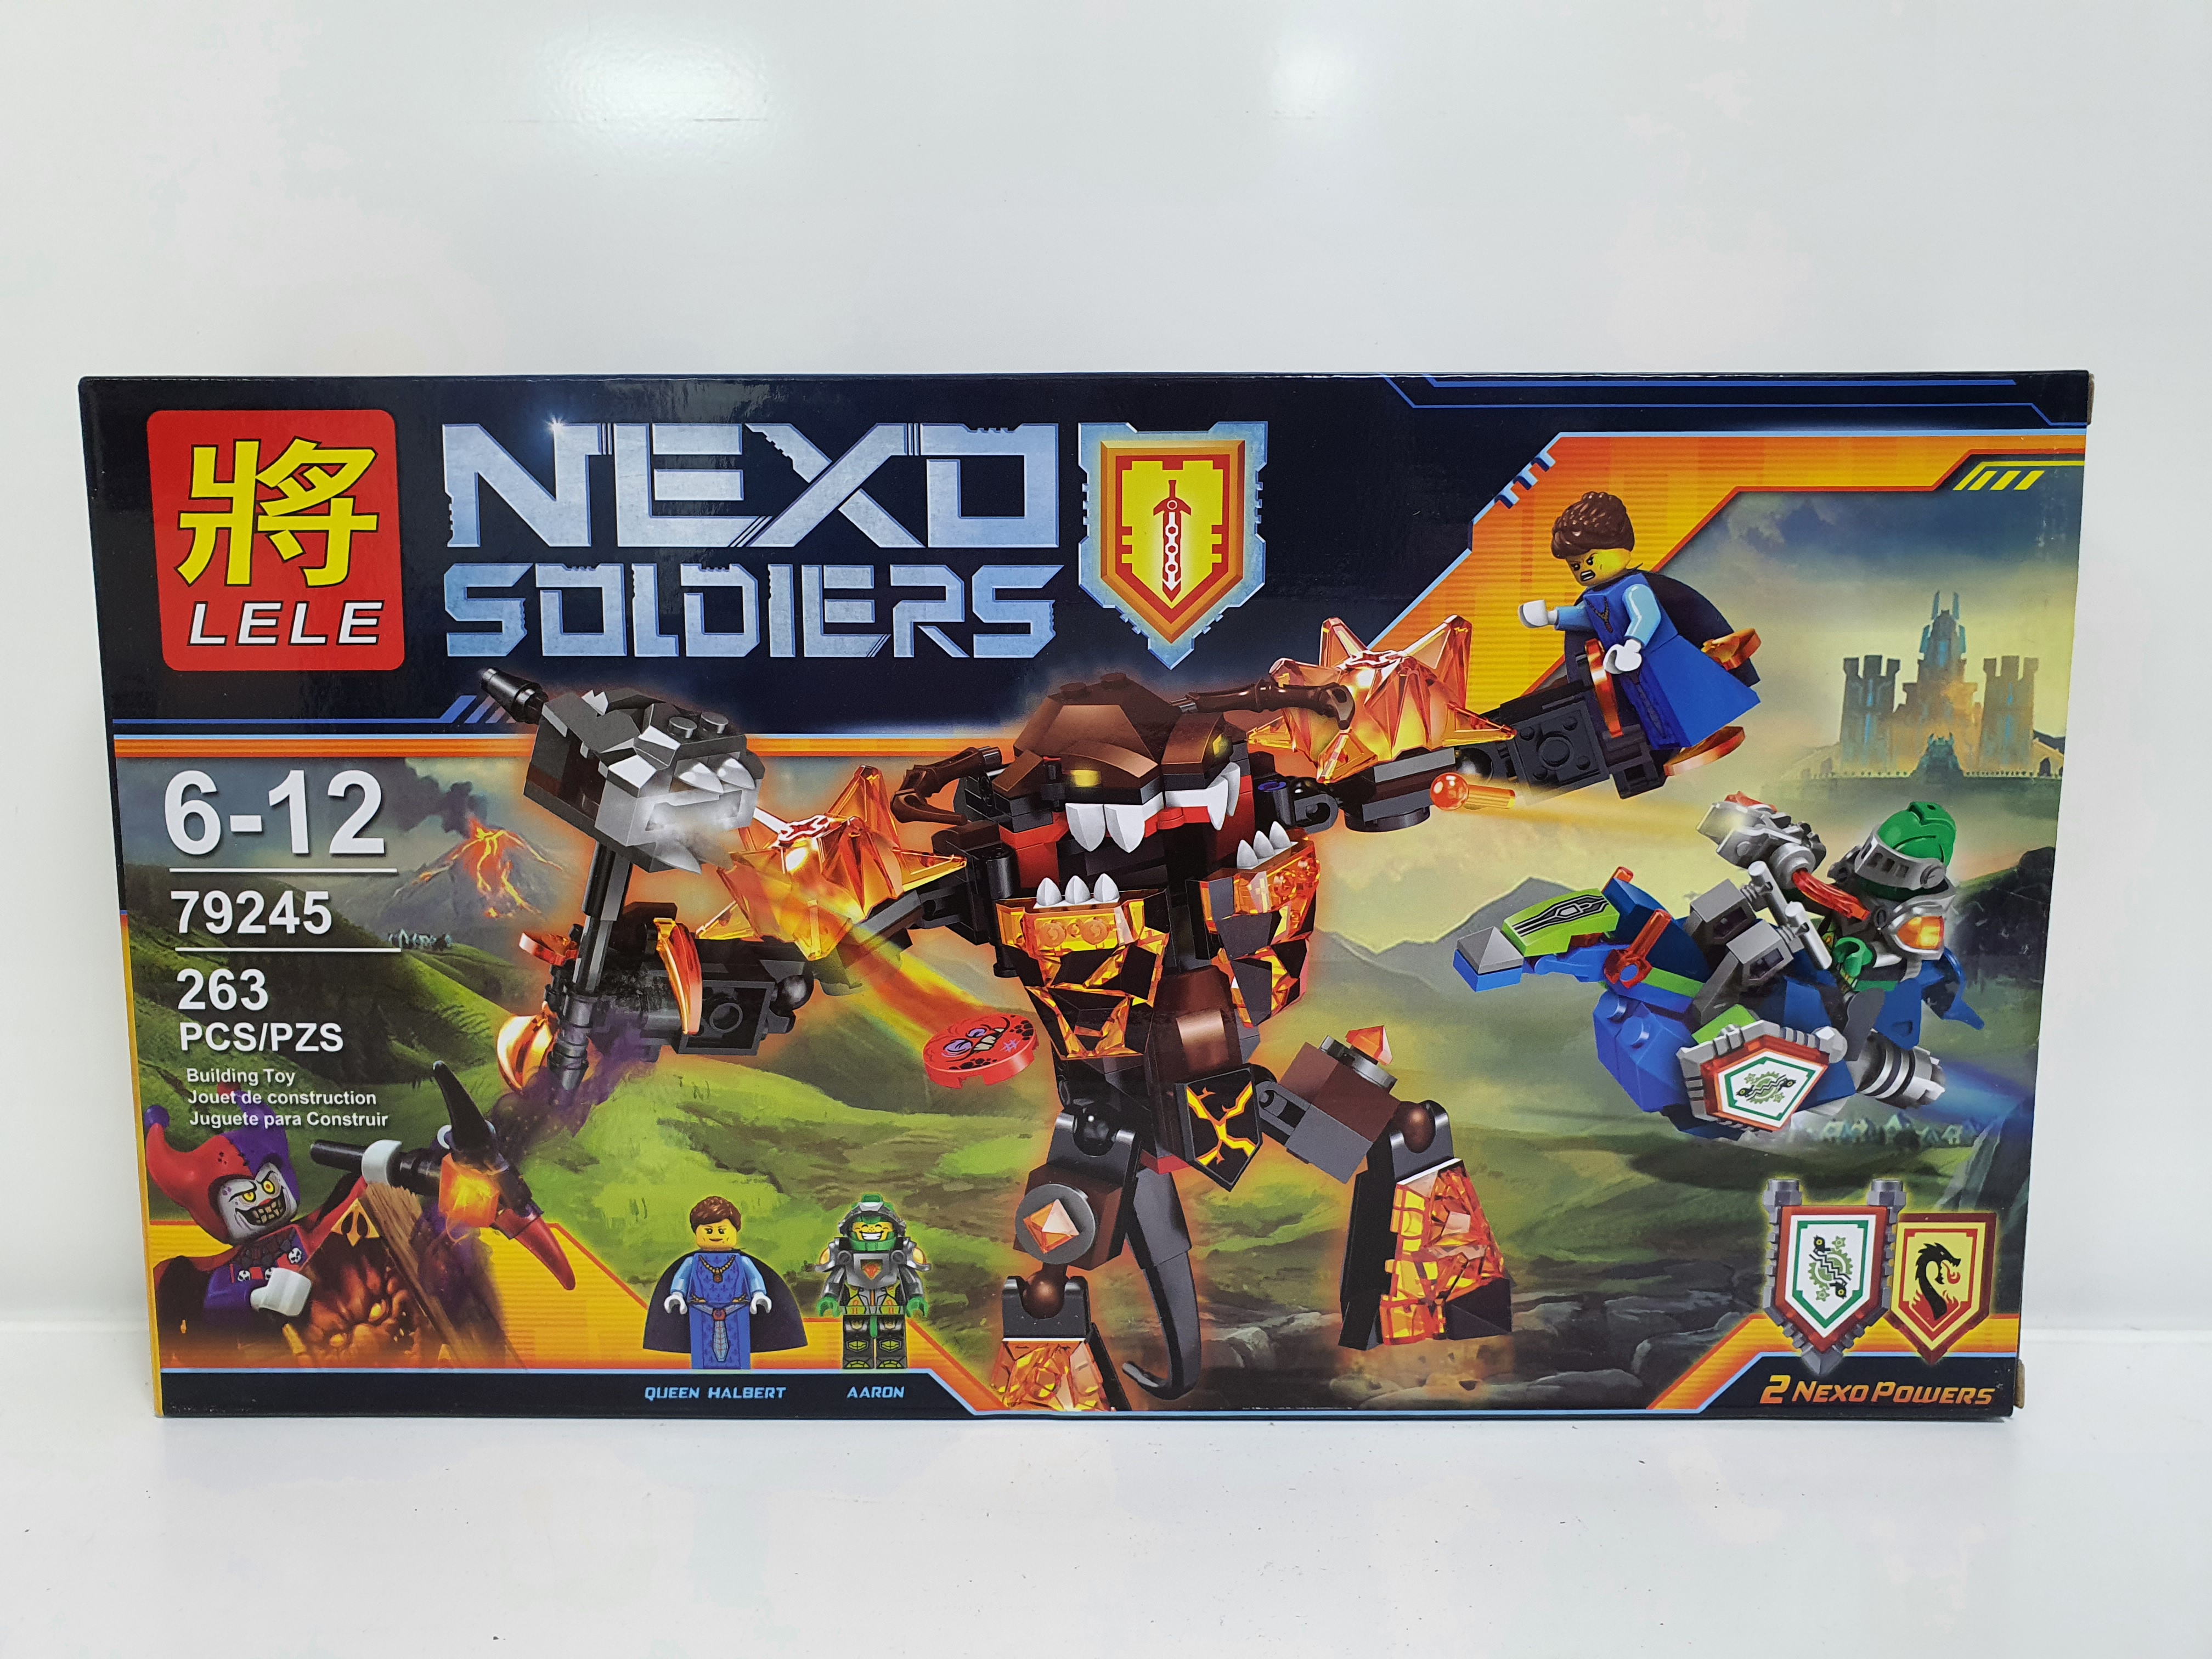 將
LELE
NEXO
SOLDIERS
6-12
79245
263
PCS/PZS
Building Toy
Jouet de construction
Juguete para Construir
QUEEN HALBERT
AARON
2 NEXO POWERS